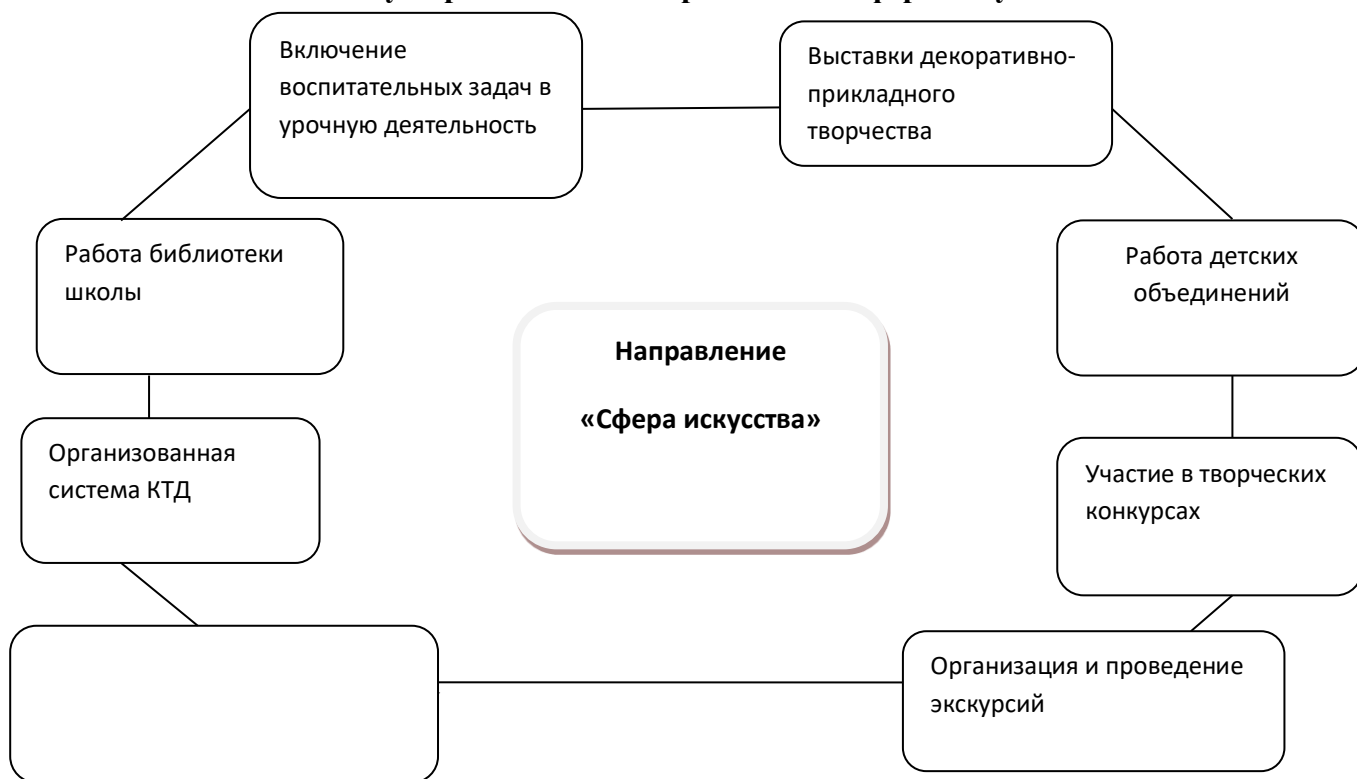 Включение
воспитательных задач в
урочную деятельность
Выставки декоративно-
прикладного
творчества
Работа библиотеки
школы
Работа детских
объединений
Направление
«Сфера искусства»
Организованная
система КТД
Участие в творческих
конкурсах
Организация и проведение
экскурсий